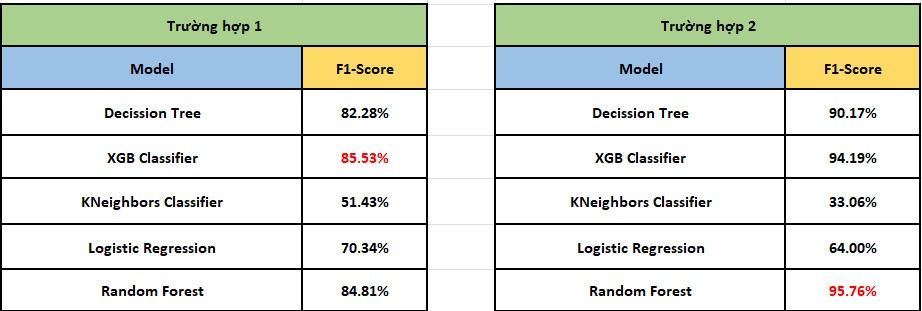 Trường hợp 1
Model F1-Score
Decission Tree 82.28%
XGB Classifier 85.53%
KNeighbors Classifier 51.43%
Logistic Regression 70.34%
Random Forest 84.81%
Trường hợp 2
Model F1-Score
Decission Tree 90.17%
XGB Classifier 94.19%
KNeighbors Classifier 33.06%
Logistic Regression 64.00%
Random Forest 95.76%